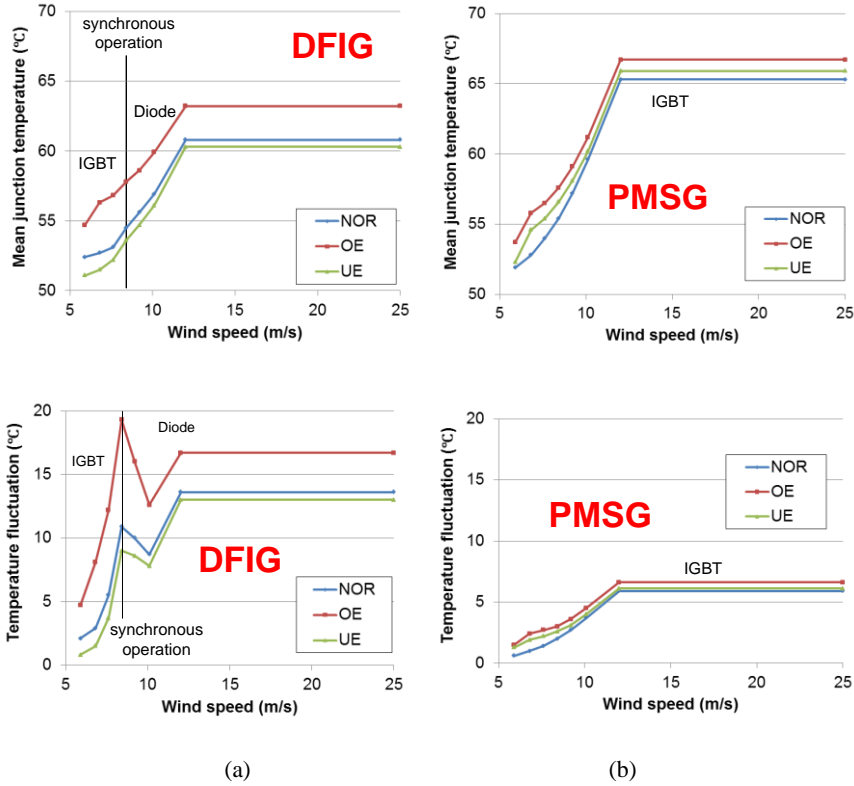 synchronous
operation
DFIG
Mean junction temperature (℃)
70
65
60
55
50
Diode
IGBT
NOR
OE
UE
5
10
15
20
25
Wind speed (m/s)
Mean junction temperature (℃)
70
65
60
55
50
IGBT
PMSG
NOR
OE
UE
5
10
15
20
25
Wind speed (m/s)
Temperature fluctuation (℃)
20
15
10
5
0
Diode
IGBT
DFIG
NOR
OE
UE
synchronous
operation
5
10
15
20
25
Wind speed (m/s)
Temperature fluctuation (℃)
20
15
10
5
0
NOR
OE
UE
PMSG
IGBT
5
10
15
20
25
Wind speed (m/s)
(a)
(b)